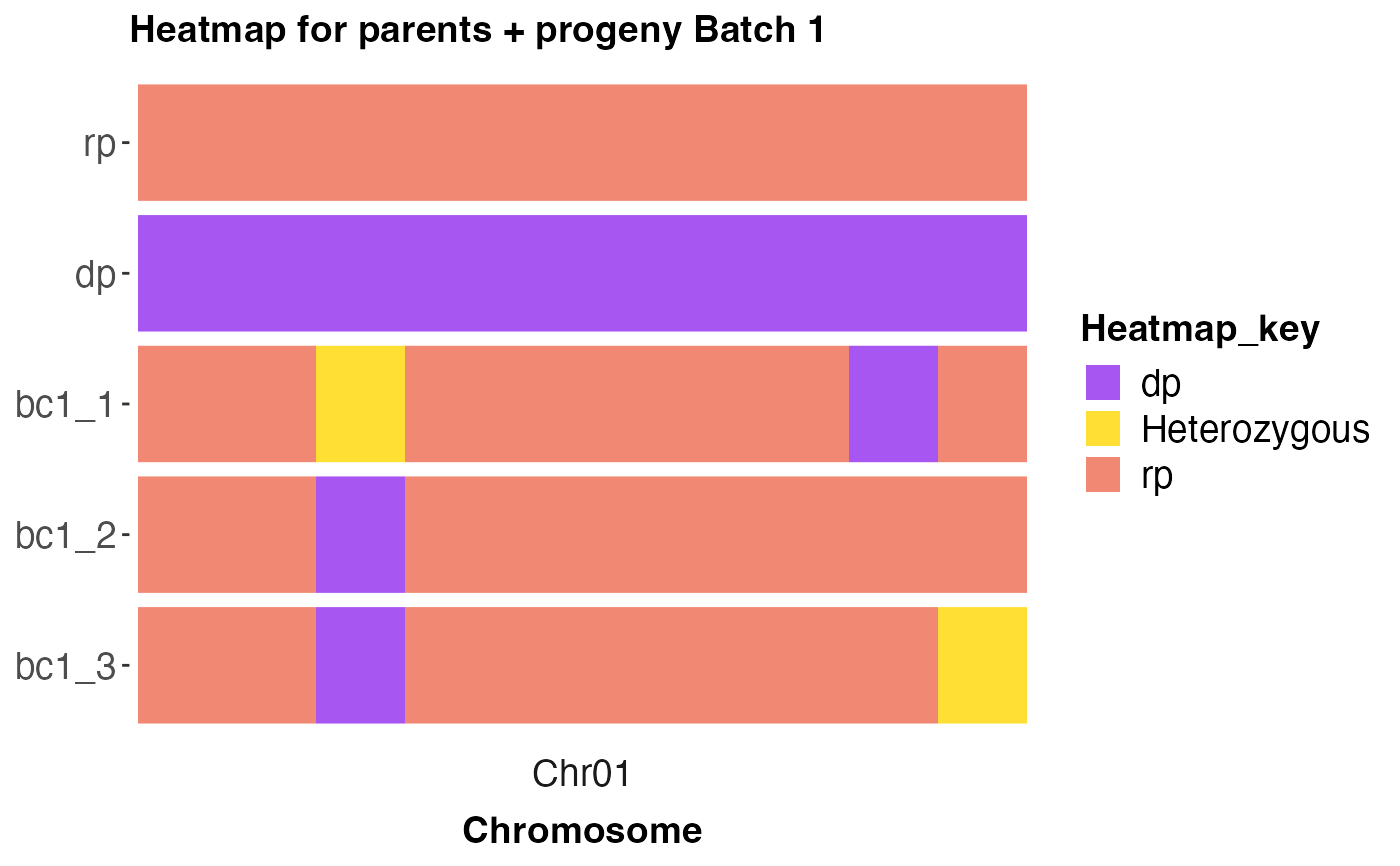 Heatmap for parents + progeny Batch 1
rp
dp
bc1_1
bc1_2
bc1_3
Chr01
Chromosome
Heatmap_key
dp
Heterozygous
rp